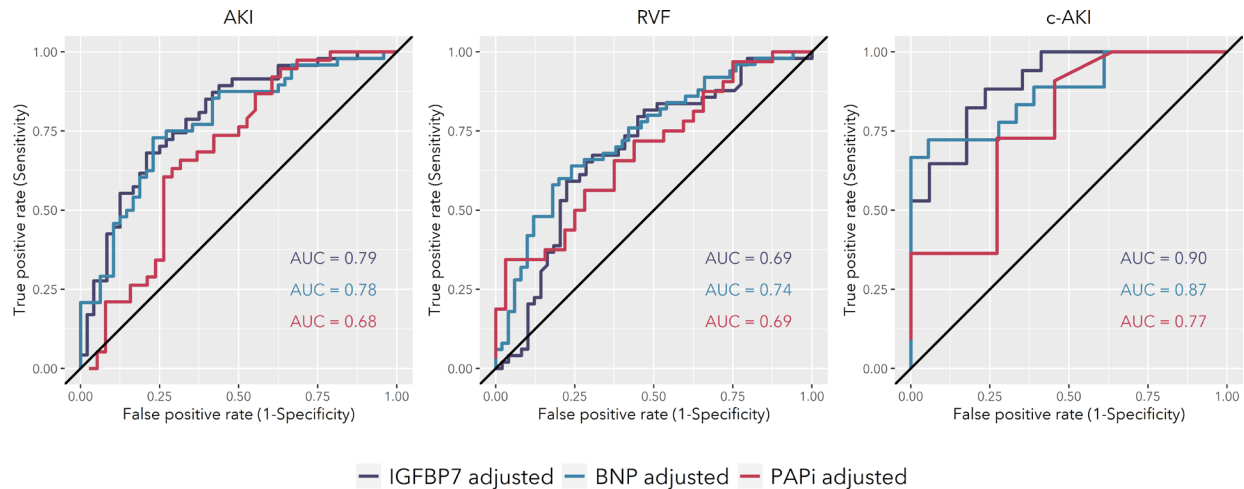 AKI
RVF
c-AKI
True positive rate (Sensitivity)
1.00
0.75
0.50
0.25
0.00
AUC = 0.79
AUC = 0.78
AUC = 0.68
0.00 0.25 0.50 0.75 1.00
False positive rate (1-Specificity)
True positive rate (Sensitivity)
1.00
0.75
0.50
0.25
0.00
AUC = 0.69
AUC = 0.74
AUC = 0.69
0.00 0.25 0.50 0.75 1.00
False positive rate (1-Specificity)
True positive rate (Sensitivity)
1.00
0.75
0.50
0.25
0.00
AUC = 0.90
AUC = 0.87
AUC = 0.77
0.00 0.25 0.50 0.75 1.00
False positive rate (1-Specificity)
IGFBP7 adjusted BNP adjusted PAPi adjusted